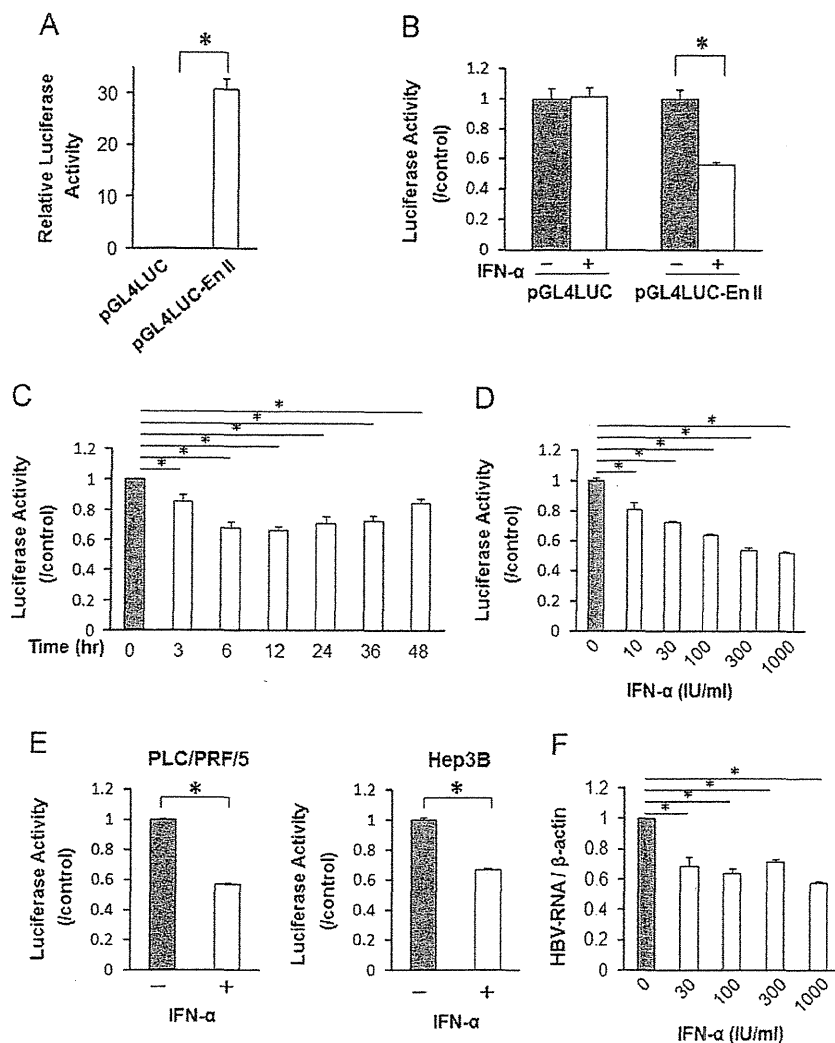 A
*
Relative Luciferase
Activity
30
20
10
0
pGL4LUC
pGL4LUC-En II
B
*
Luciferase Activity
(/control)
1.2
1
0.8
0.6
0.4
0.2
0
IFN-α − + − +
pGL4LUC pGL4LUC-En II
C
*
*
*
*
*
*
Luciferase Activity
(/control)
1.2
1
0.8
0.6
0.4
0.2
0
Time (hr) 0 3 6 12 24 36 48
D
*
*
*
*
*
Luciferase Activity
(/control)
1.2
1
0.8
0.6
0.4
0.2
0
0 10 30 100 300 1000
IFN-α (IU/ml)
E
PLC/PRF/5
*
Luciferase Activity
(/control)
1.2
1
0.8
0.6
0.4
0.2
0
− +
IFN-α
Hep3B
*
Luciferase Activity
(/control)
1.2
1
0.8
0.6
0.4
0.2
0
− +
IFN-α
F
*
*
*
*
HBV-RNA / β-actin
1.2
1
0.8
0.6
0.4
0.2
0
0 30 100 300 1000
IFN-α (IU/ml)